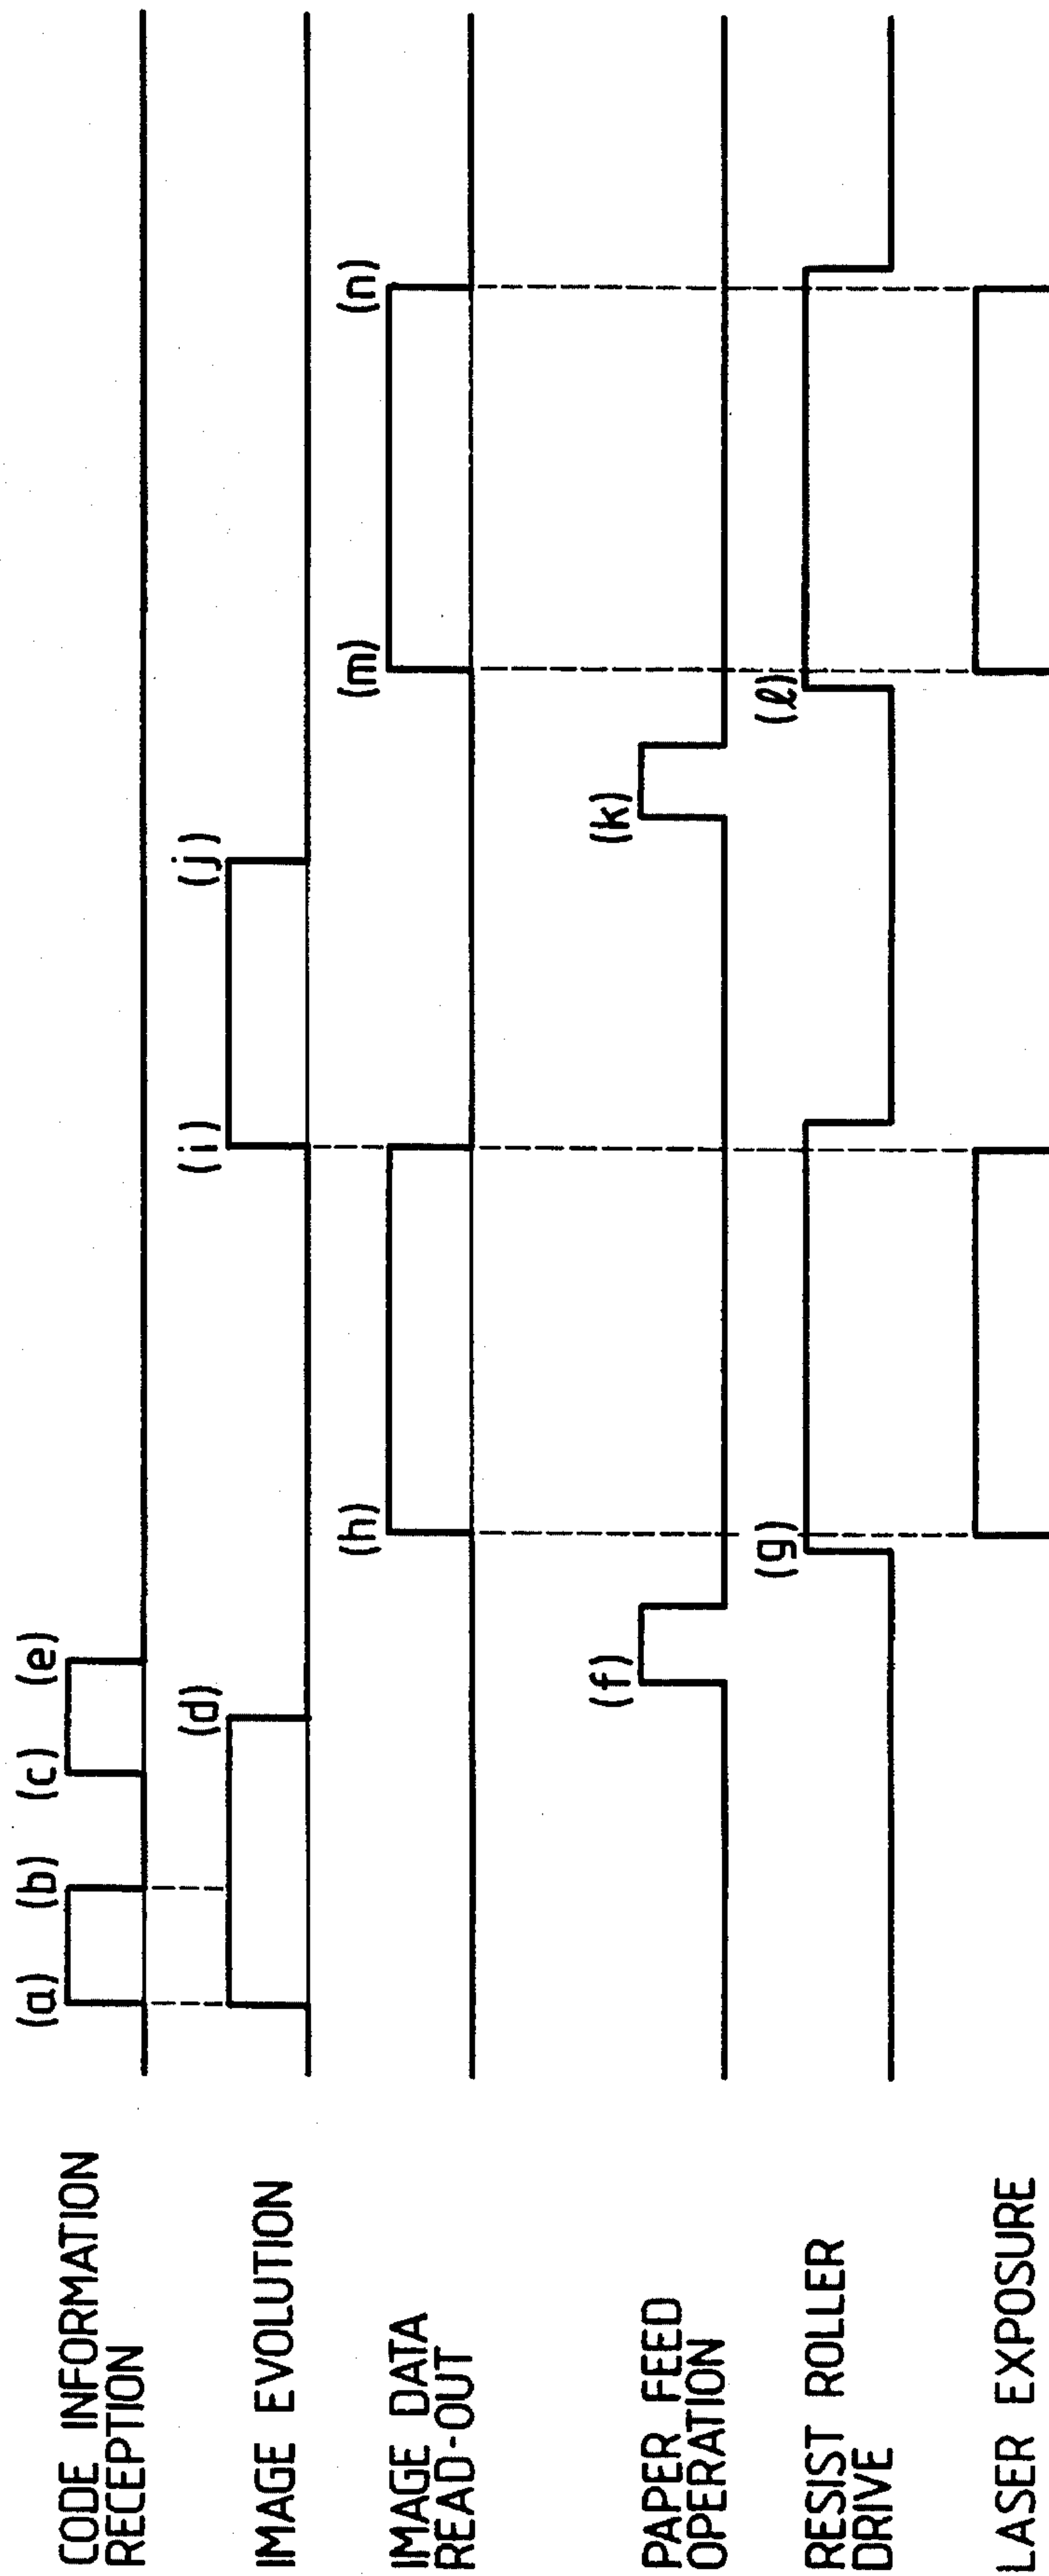 CODE INFORMATION
RECEPTION
(a) (b) (c) (e)
IMAGE EVOLUTION
(d) (i) (j)
IMAGE DATA
READ-OUT
(h) (m) (n)
PAPER FEED
OPERATION
(f) (k)
RESIST ROLLER
DRIVE
(g) (ℓ)
LASER EXPOSURE